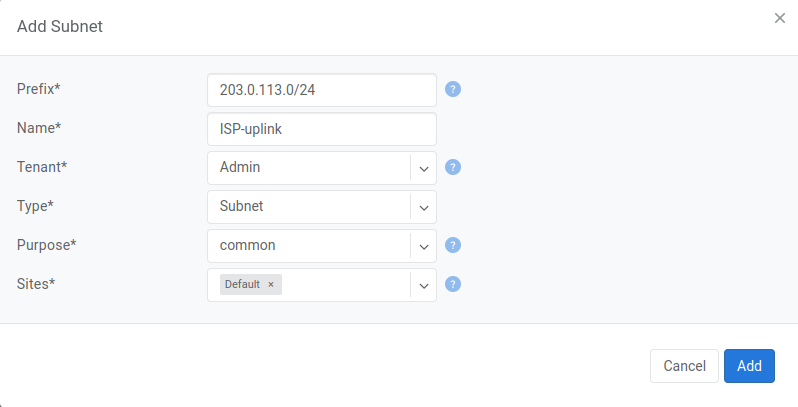 Add Subnet ×
Prefix* 203.0.113.0/24 ?
Name* ISP-uplink
Tenant* Admin ?
Type* Subnet
Purpose* common ?
Sites* Default × ?
Cancel Add